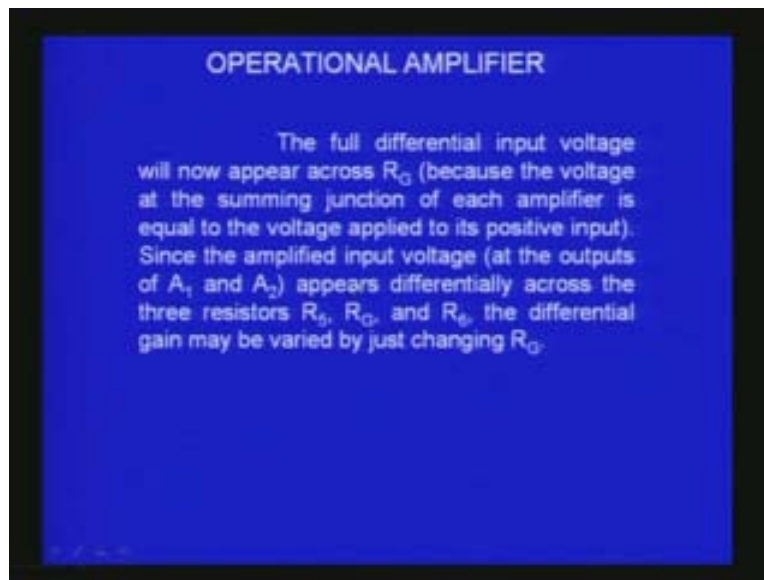 OPERATIONAL AMPLIFIER
The full differential input voltage
will now appear across R_G (because the voltage
at the summing junction of each amplifier is
equal to the voltage applied to its positive input).
Since the amplified input voltage (at the outputs
of A₁ and A₂) appears differentially across the
three resistors R₅, R_G, and R₆, the differential
gain may be varied by just changing R_G.